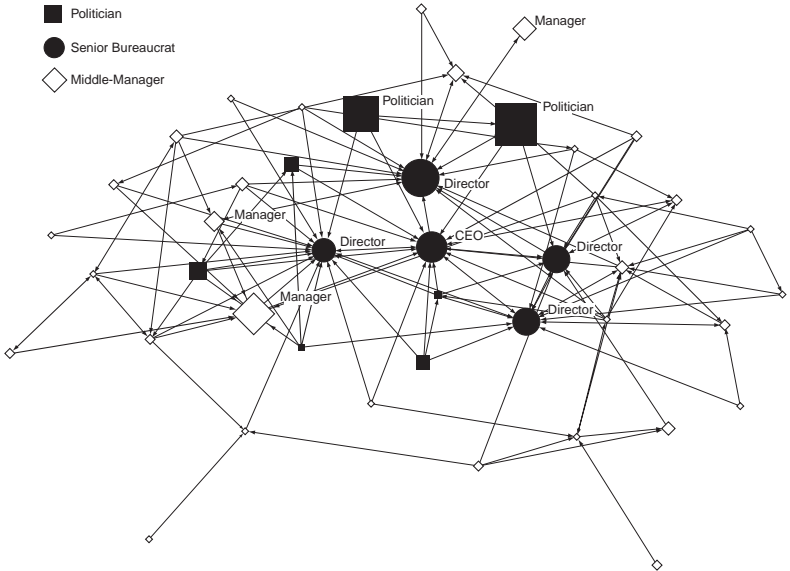 Politician
Senior Bureaucrat
Middle-Manager
Manager
Politician
Politician
Director
Manager
Director
CEO
Director
Manager
Director